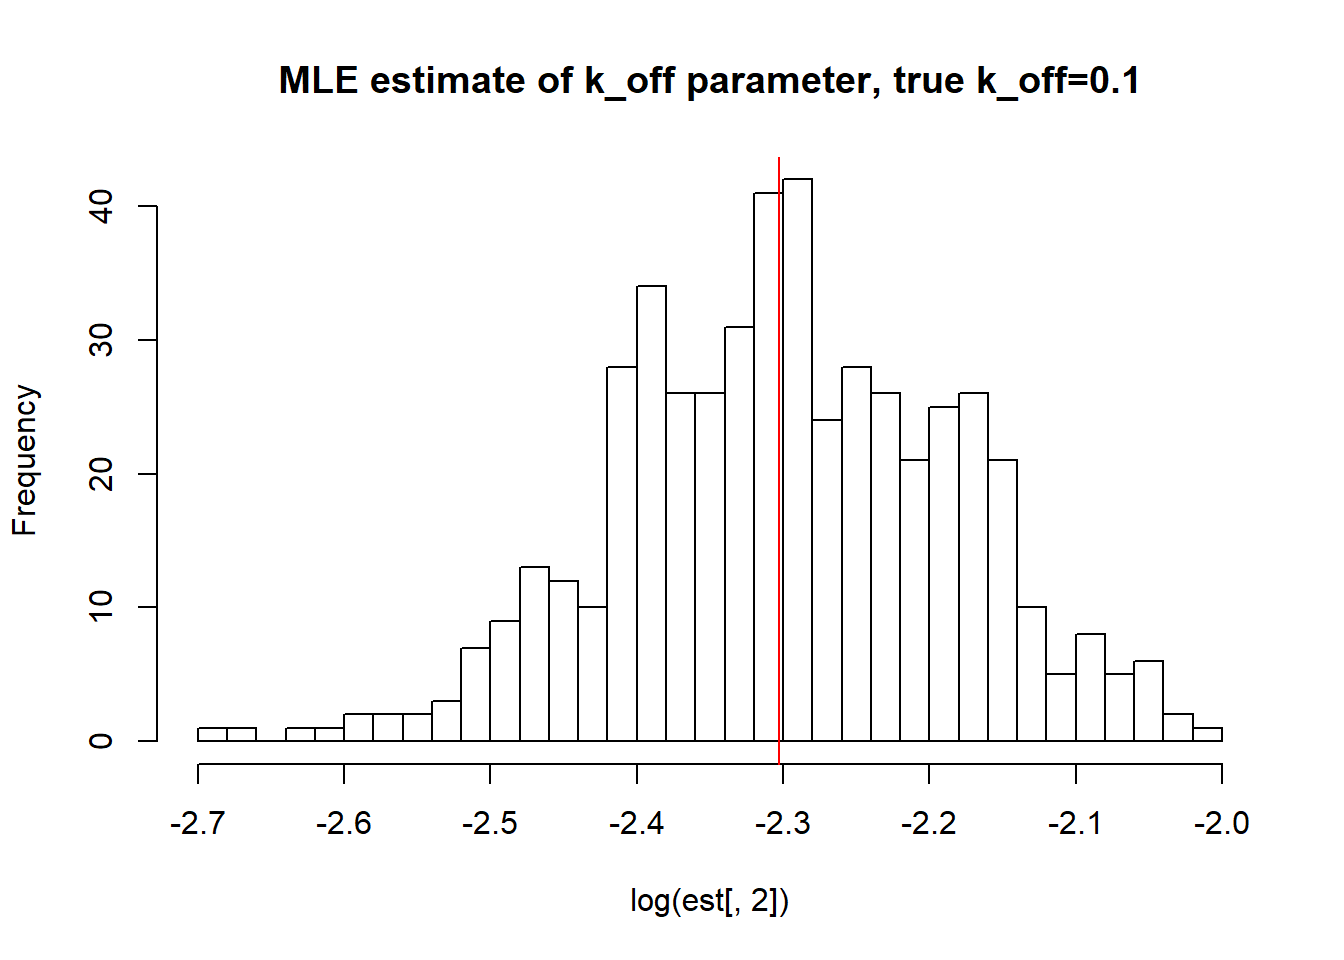 MLE estimate of k_off parameter, true k_off=0.1
Frequency
40
30
20
10
0
-2.7 -2.6 -2.5 -2.4 -2.3 -2.2 -2.1 -2.0
log(est[, 2])